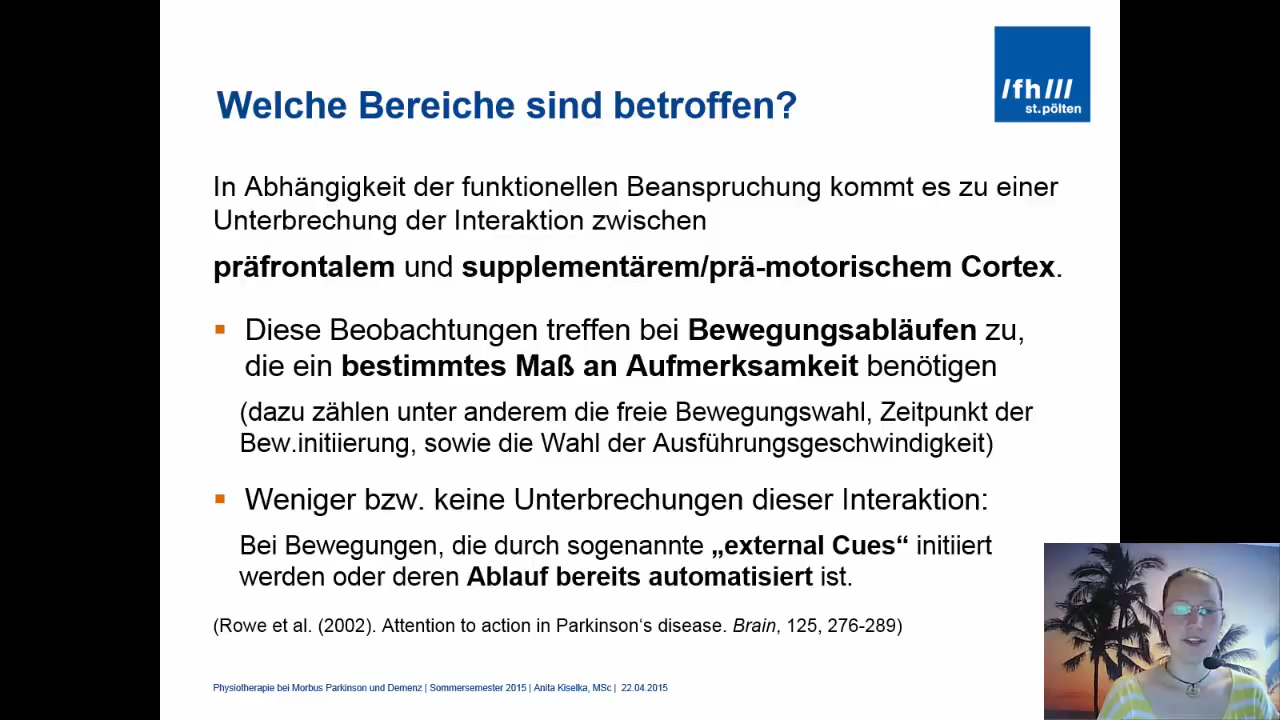 /fh///
st.pölten
Welche Bereiche sind betroffen?
In Abhängigkeit der funktionellen Beanspruchung kommt es zu einer
Unterbrechung der Interaktion zwischen
präfrontalem und supplementärem/prä-motorischem Cortex.
Diese Beobachtungen treffen bei Bewegungsabläufen zu,
die ein bestimmtes Maß an Aufmerksamkeit benötigen
(dazu zählen unter anderem die freie Bewegungswahl, Zeitpunkt der
Bew.initiierung, sowie die Wahl der Ausführungsgeschwindigkeit)
Weniger bzw. keine Unterbrechungen dieser Interaktion:
Bei Bewegungen, die durch sogenannte „external Cues“ initiiert
werden oder deren Ablauf bereits automatisiert ist.
(Rowe et al. (2002). Attention to action in Parkinson‘s disease. Brain, 125, 276-289)
Physiotherapie bei Morbus Parkinson und Demenz | Sommersemester 2015 | Anita Kiselka, MSc | 22.04.2015